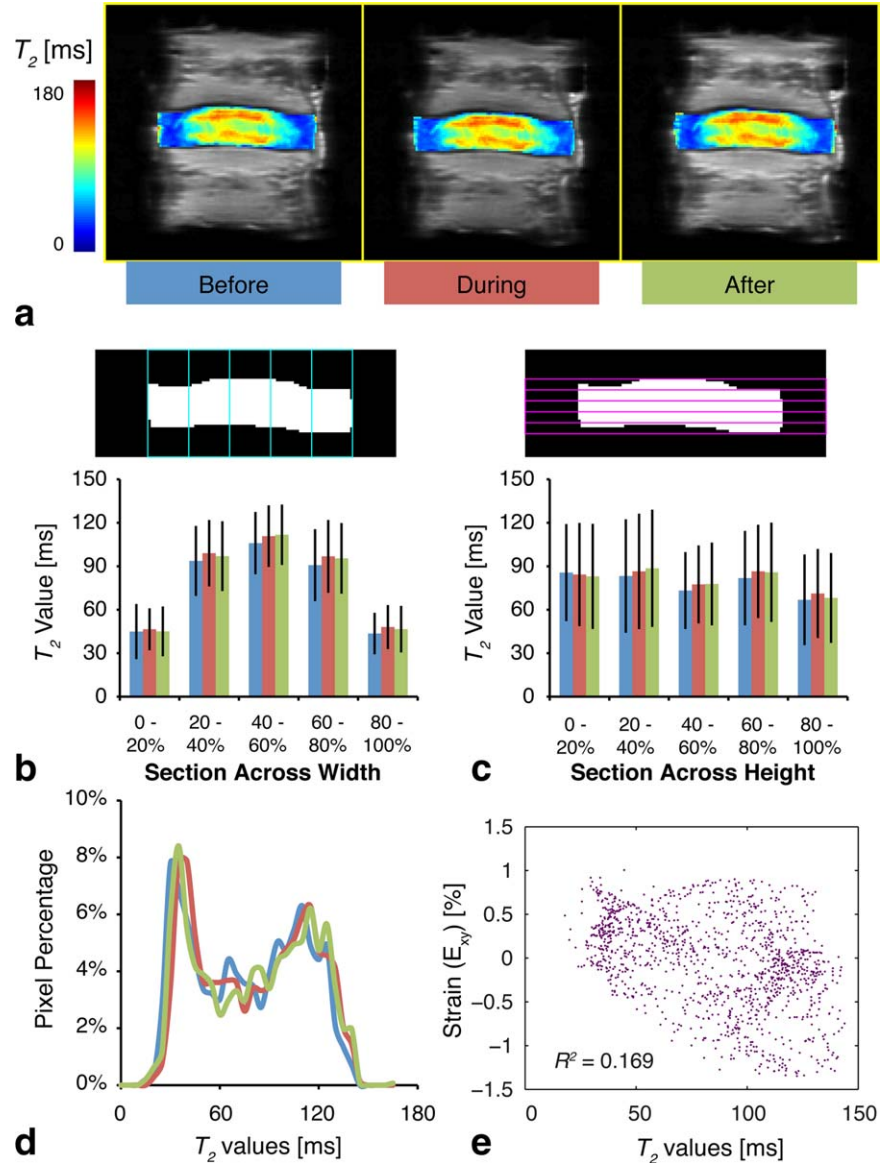 T2 [ms]
180
0
Before During After
a
150
120
90
60
30
0
T2 Value [ms]
0 - 20 - 40 - 60 - 80 -
20% 40% 60% 80% 100%
b Section Across Width
150
120
90
60
30
0
T2 Value [ms]
0 - 20 - 40 - 60 - 80 -
20% 40% 60% 80% 100%
c Section Across Height
10%
8%
6%
4%
2%
0%
Pixel Percentage
0 60 120 180
d T2 values [ms]
1.5
1
0.5
0
−0.5
−1
−1.5
Strain (Exy) [%]
R2 = 0.169
0 50 100 150
e T2 values [ms]